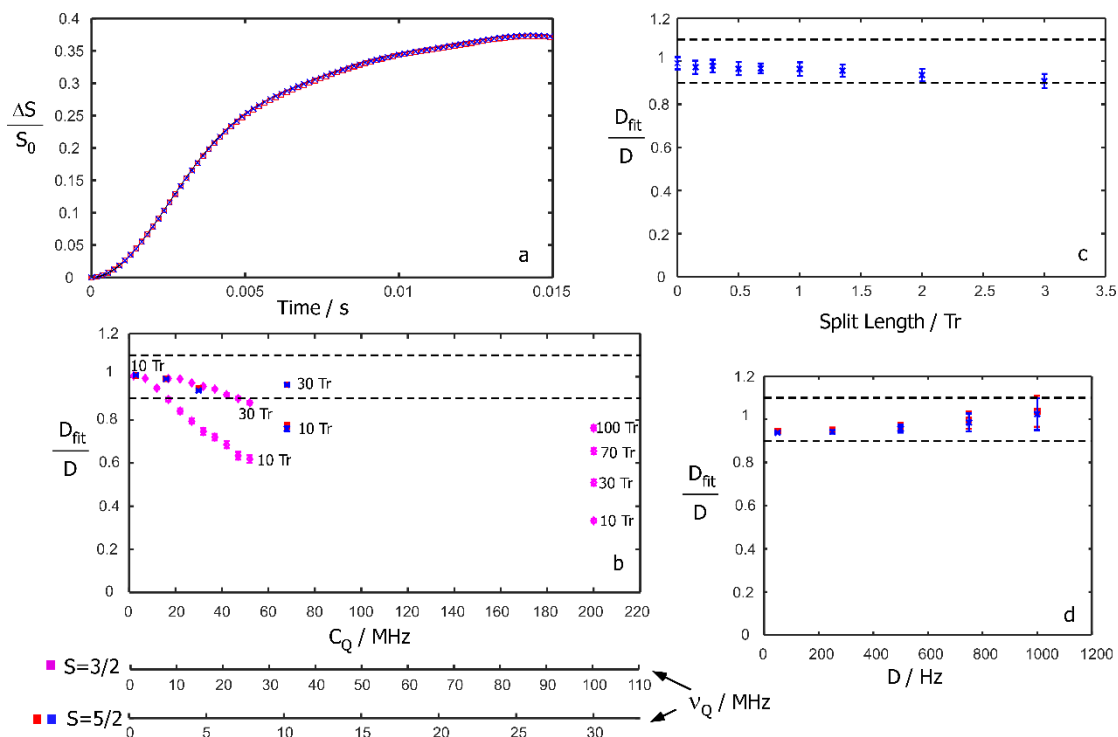 0.4
0.35
0.3
0.25
0.2
0.15
0.1
0.05
0
ΔS
S0
0 0.005 0.01 0.015
Time / s
a
1.2
1
0.8
0.6
0.4
0.2
0
Dfit
D
0 0.5 1 1.5 2 2.5 3 3.5
Split Length / Tr
c
1.2
1
0.8
0.6
0.4
0.2
0
Dfit
D
10 Tr
30 Tr
30 Tr
10 Tr
10 Tr
100 Tr
70 Tr
30 Tr
10 Tr
b
0 20 40 60 80 100 120 140 160 180 200 220
CQ / MHz
1.2
1
0.8
0.6
0.4
0.2
0
Dfit
D
d
0 200 400 600 800 1000 1200
D / Hz
S=3/2
0 10 20 30 40 50 60 70 80 90 100 110
S=5/2
0 5 10 15 20 25 30
νQ / MHz